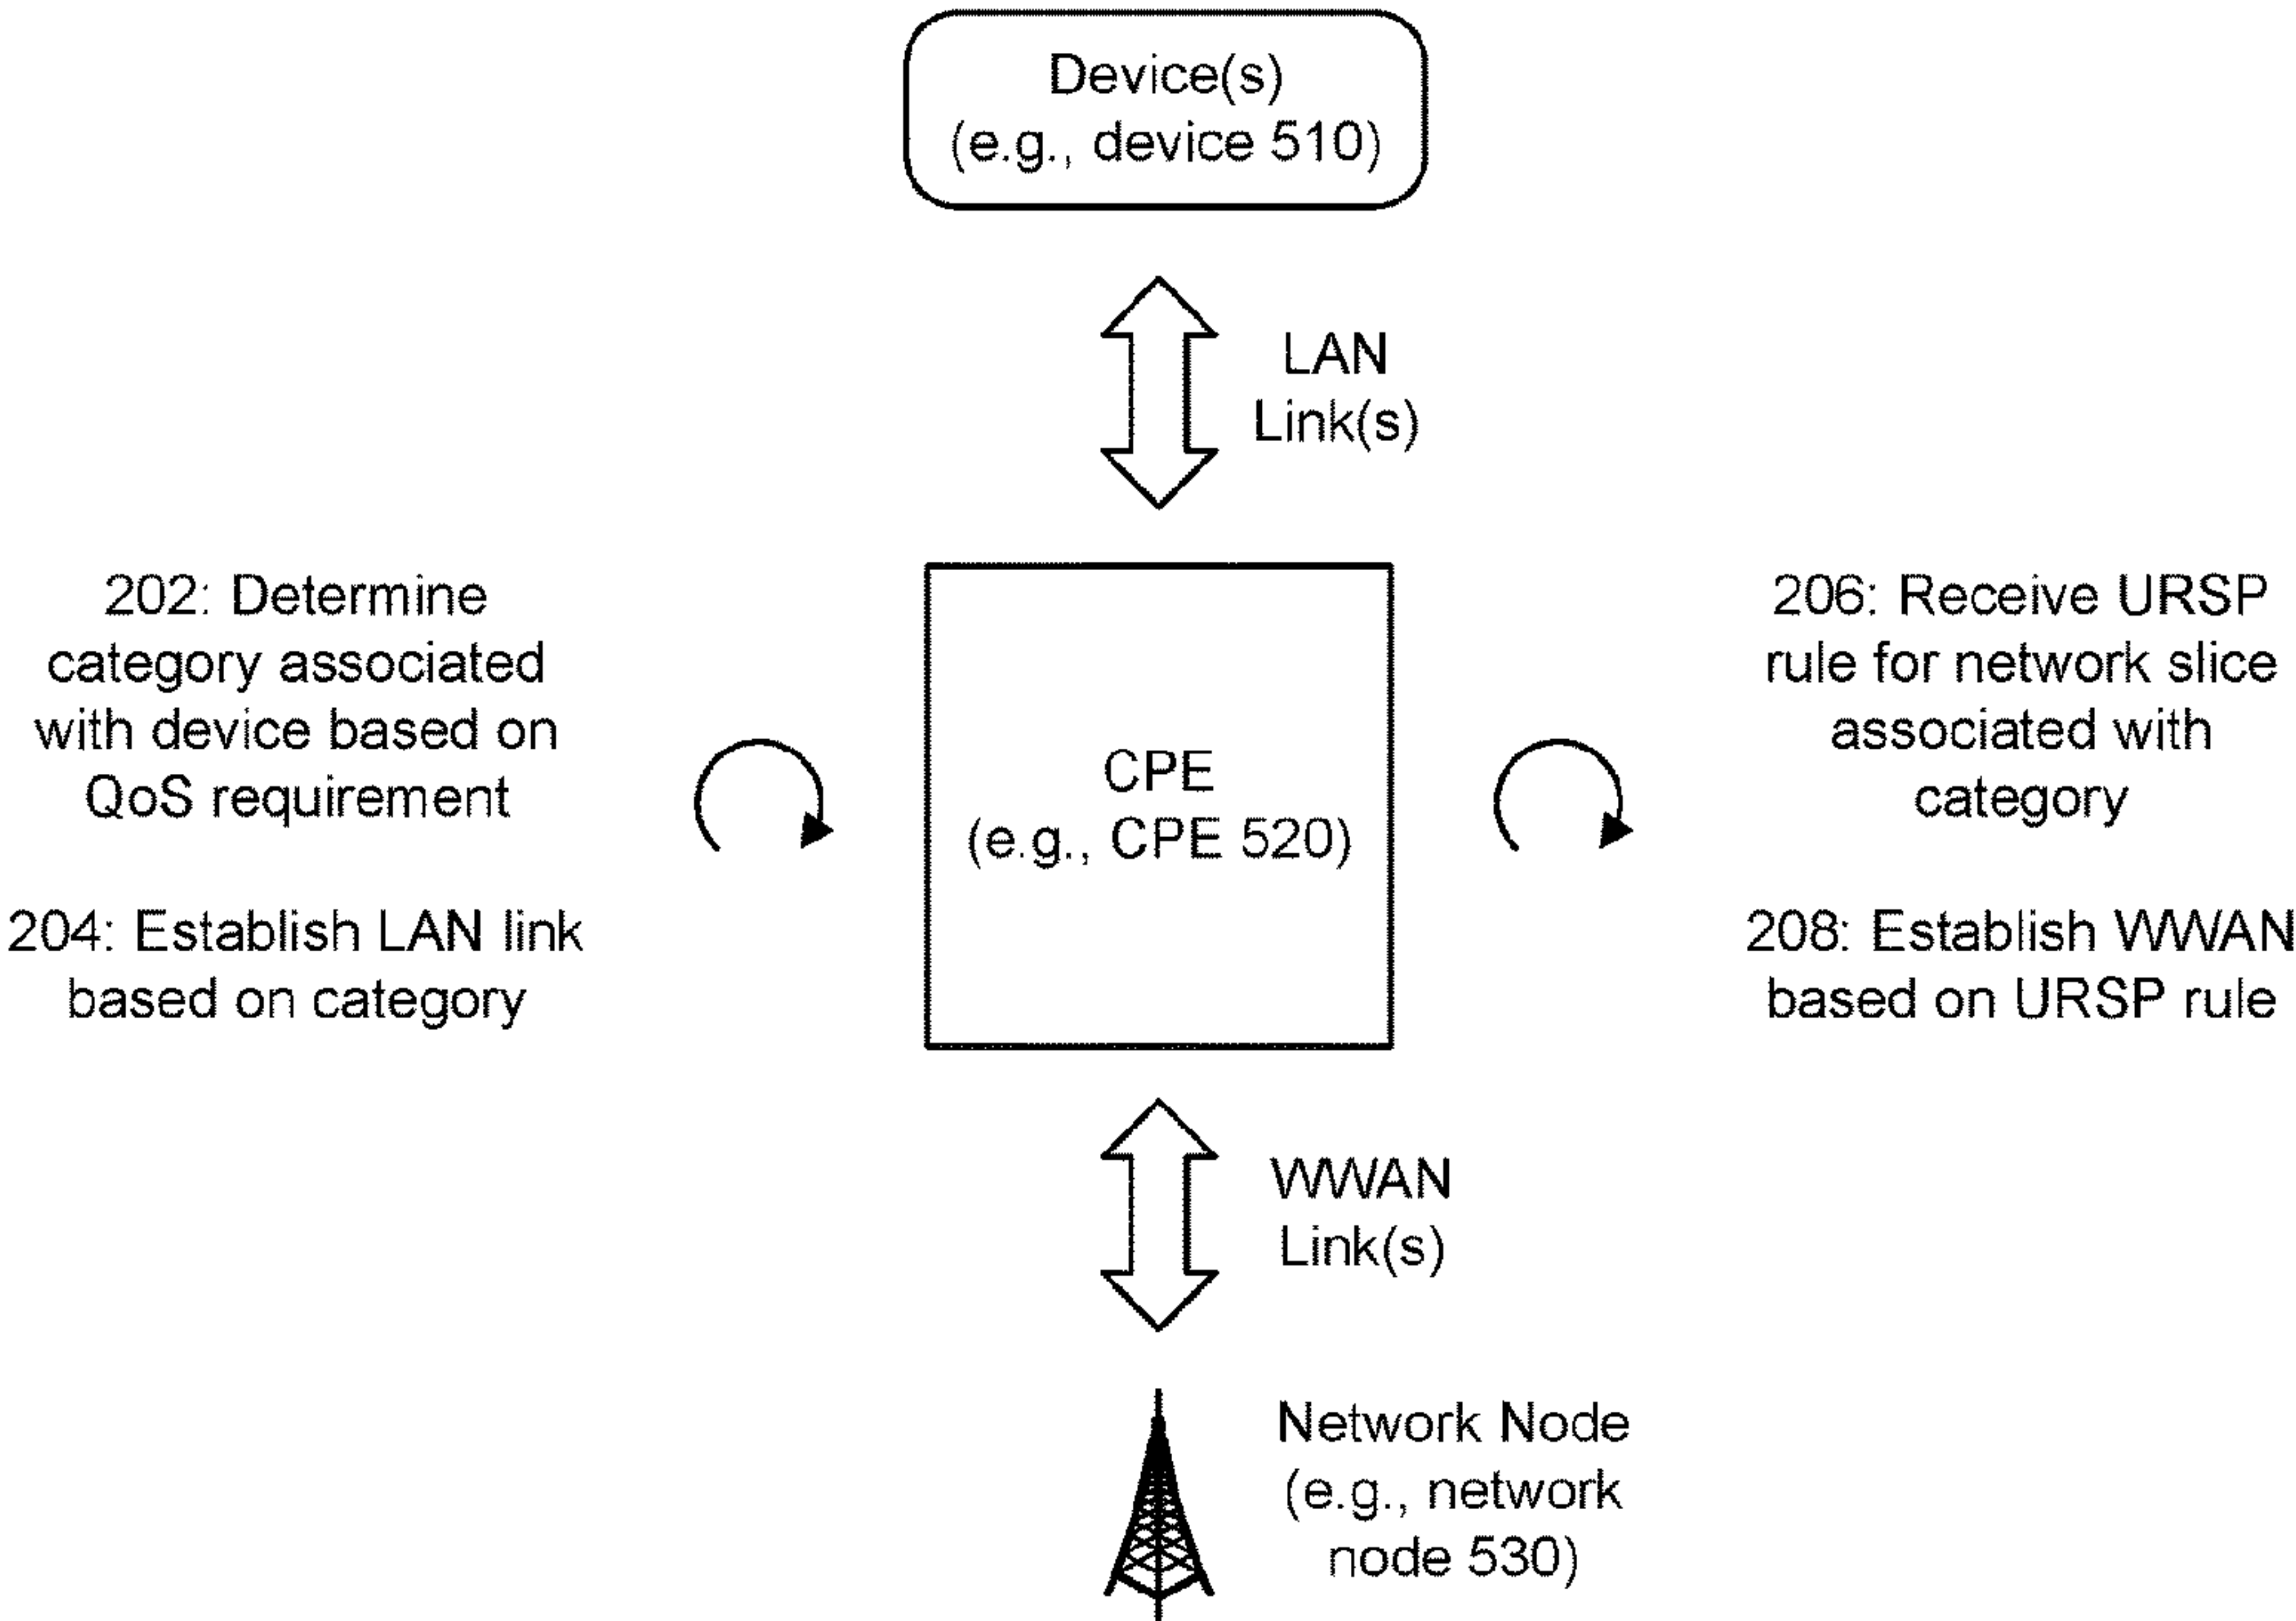 Device(s)
(e.g., device 510)
LAN
Link(s)
202: Determine
category associated
with device based on
QoS requirement
204: Establish LAN link
based on category
CPE
(e.g., CPE 520)
206: Receive URSP
rule for network slice
associated with
category
208: Establish WWAN
based on URSP rule
WWAN
Link(s)
Network Node
(e.g., network
node 530)